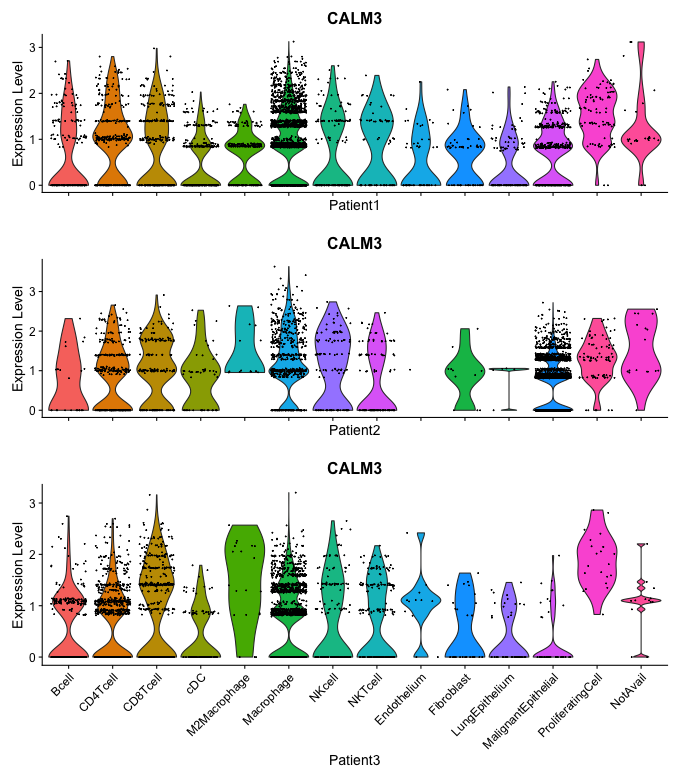 CALM3
Expression Level
3
2
1
0
Patient1
CALM3
Expression Level
3
2
1
0
Patient2
CALM3
Expression Level
3
2
1
0
Bcell
CD4Tcell
CD8Tcell
cDC
M2Macrophage
Macrophage
NKcell
NKTcell
Endothelium
Fibroblast
LungEpithelium
MalignantEpithelial
ProliferatingCell
NotAvail
Patient3